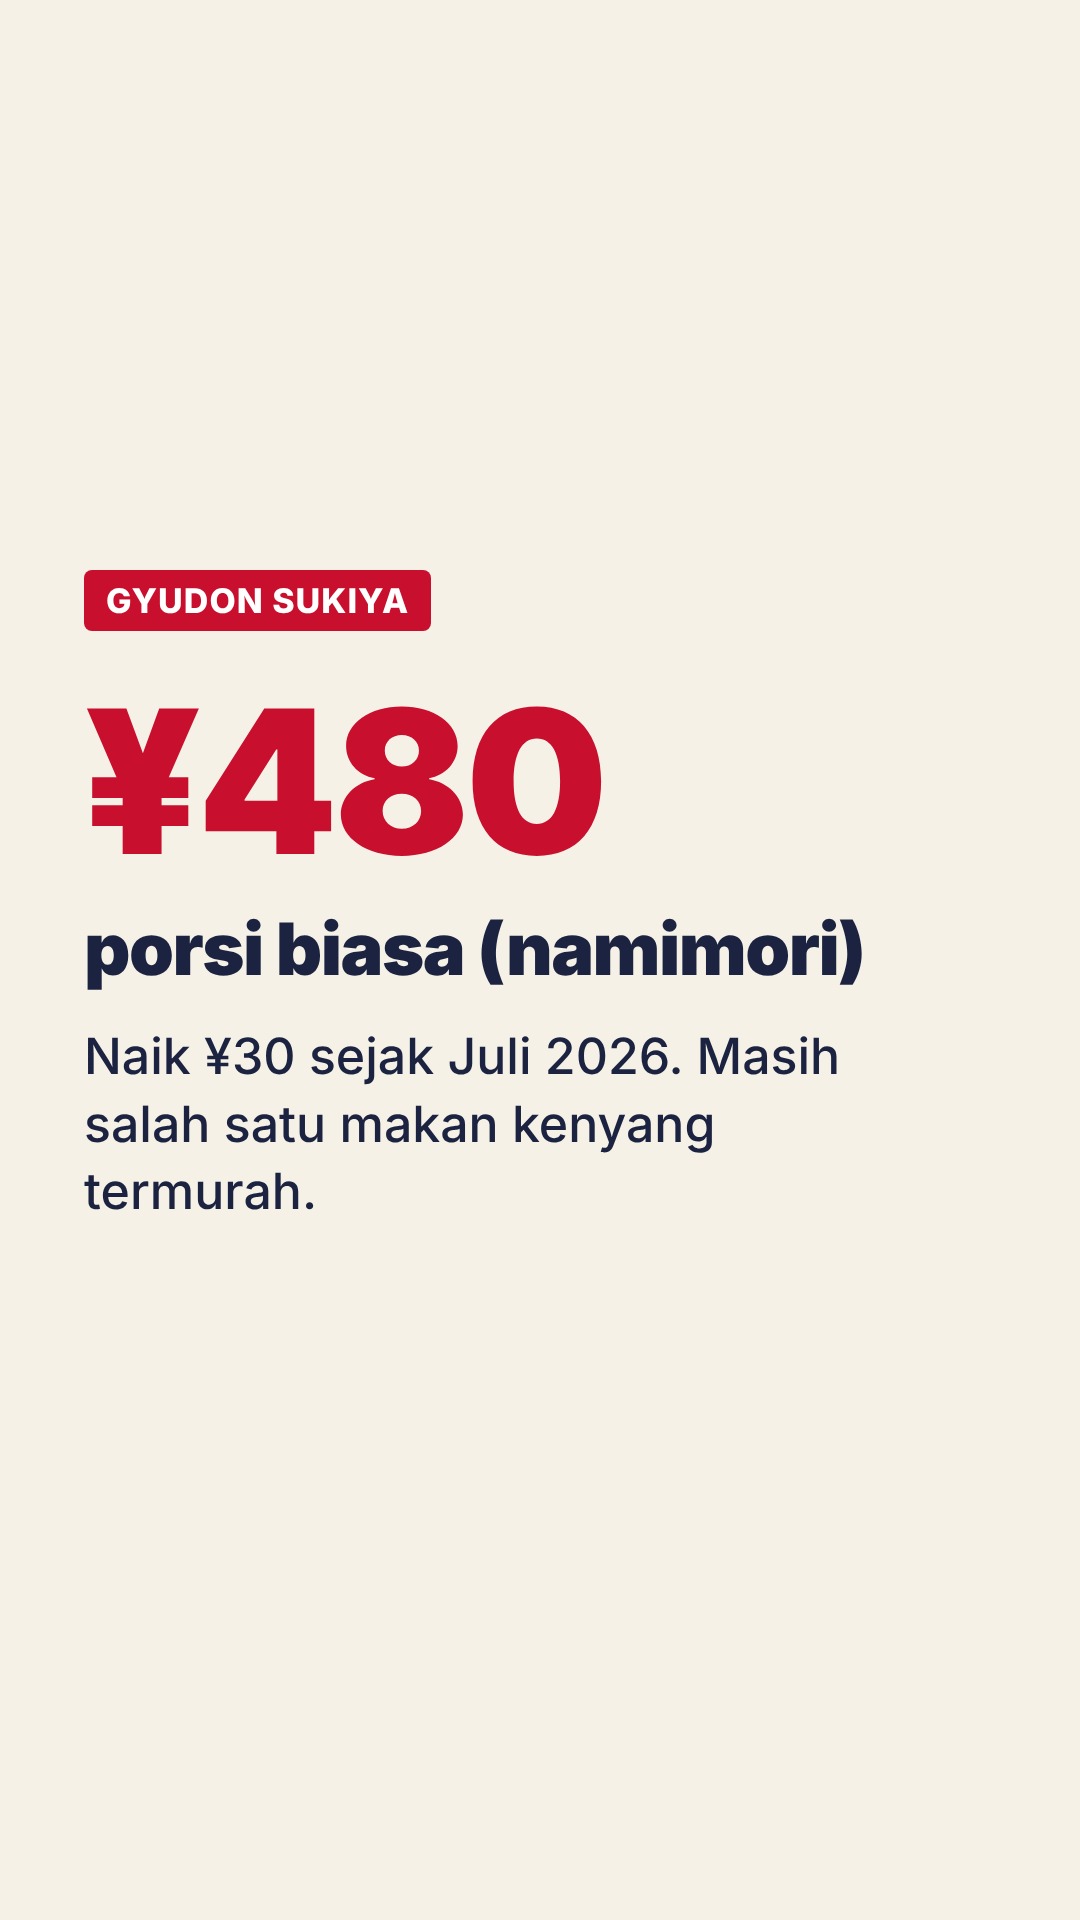 GYUDON SUKIYA
¥480
porsi biasa (namimori)
Naik ¥30 sejak Juli 2026. Masih
salah satu makan kenyang
termurah.